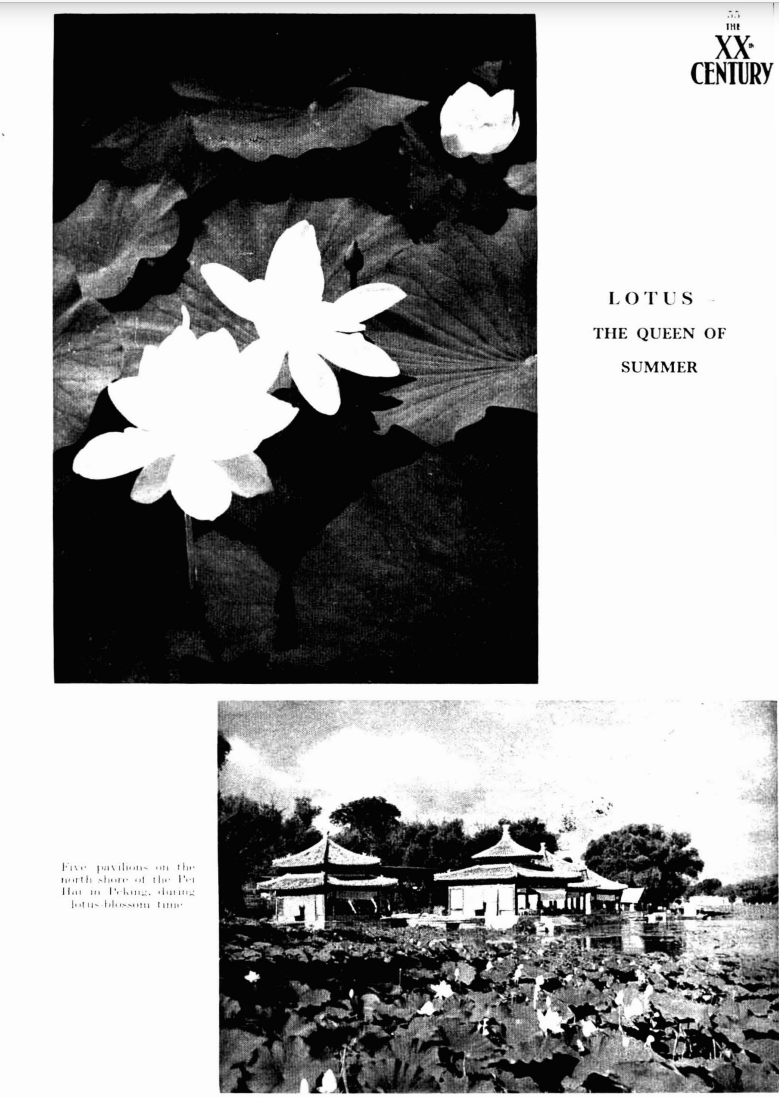 THE
XXth
CENTURY
LOTUS –
THE QUEEN OF
SUMMER
Five pavilions on the
north shore of the Pei
Hai in Peking, during
lotus-blossom time